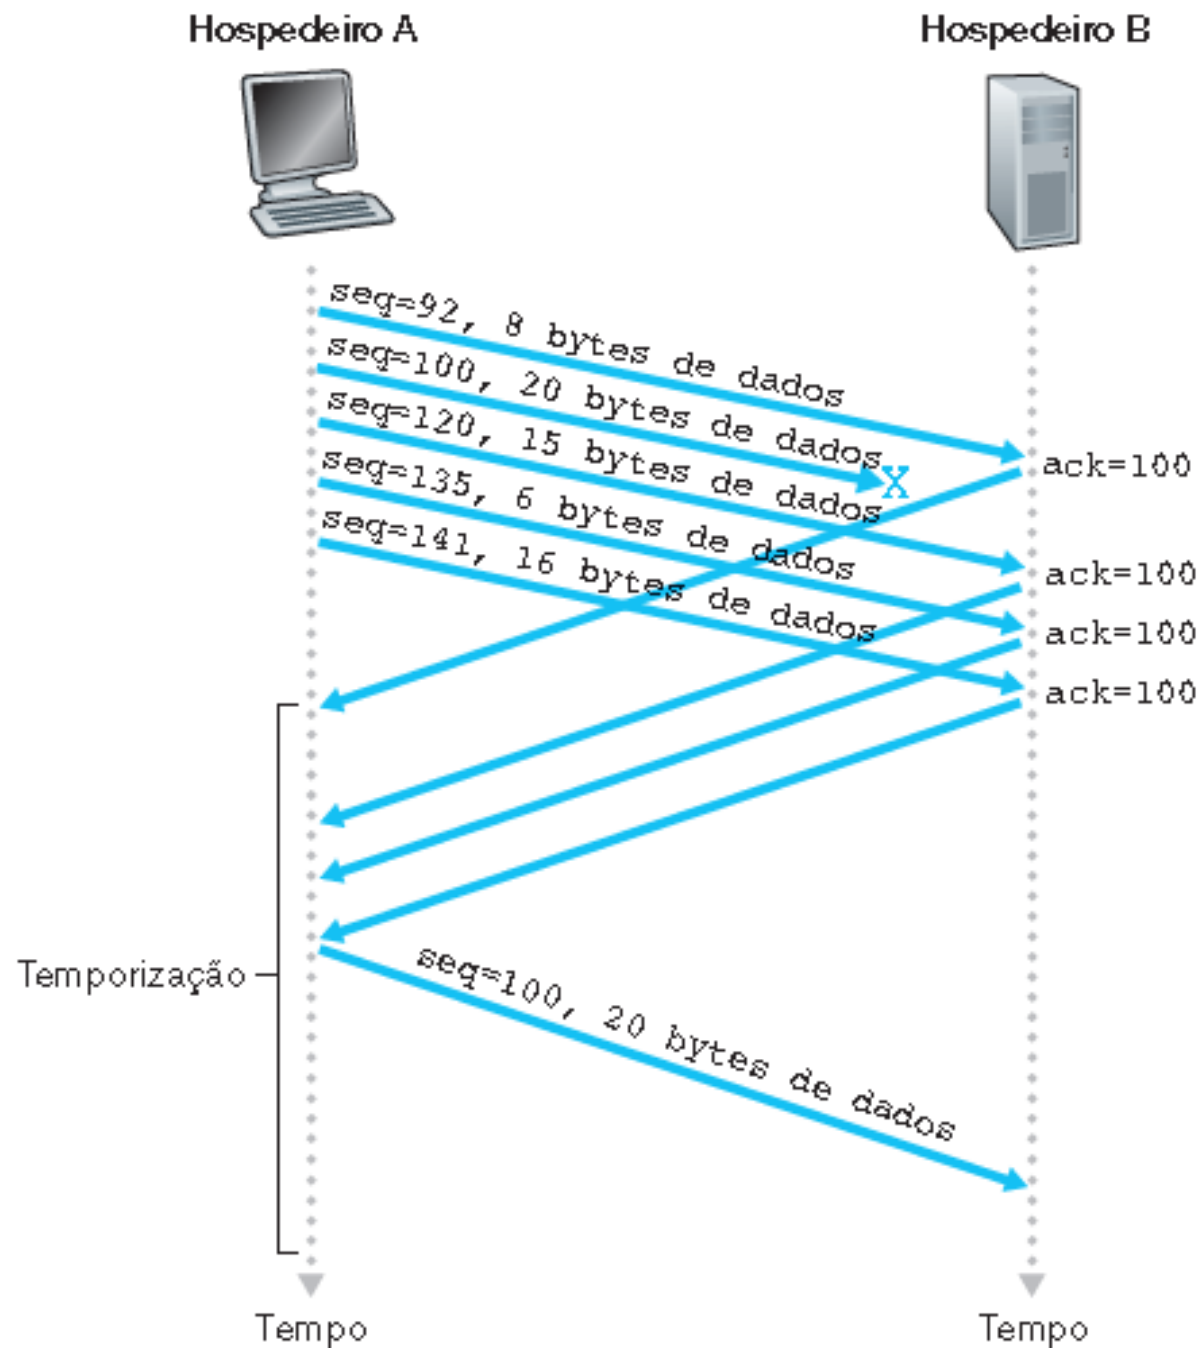 Hospedeiro A
Hospedeiro B
seq=92, 8 bytes de dados
seq=100, 20 bytes de dados
X
seq=120, 15 bytes de dados
seq=135, 6 bytes de dados
seq=141, 16 bytes de dados
ack=100
ack=100
ack=100
ack=100
Temporização
seq=100, 20 bytes de dados
Tempo
Tempo